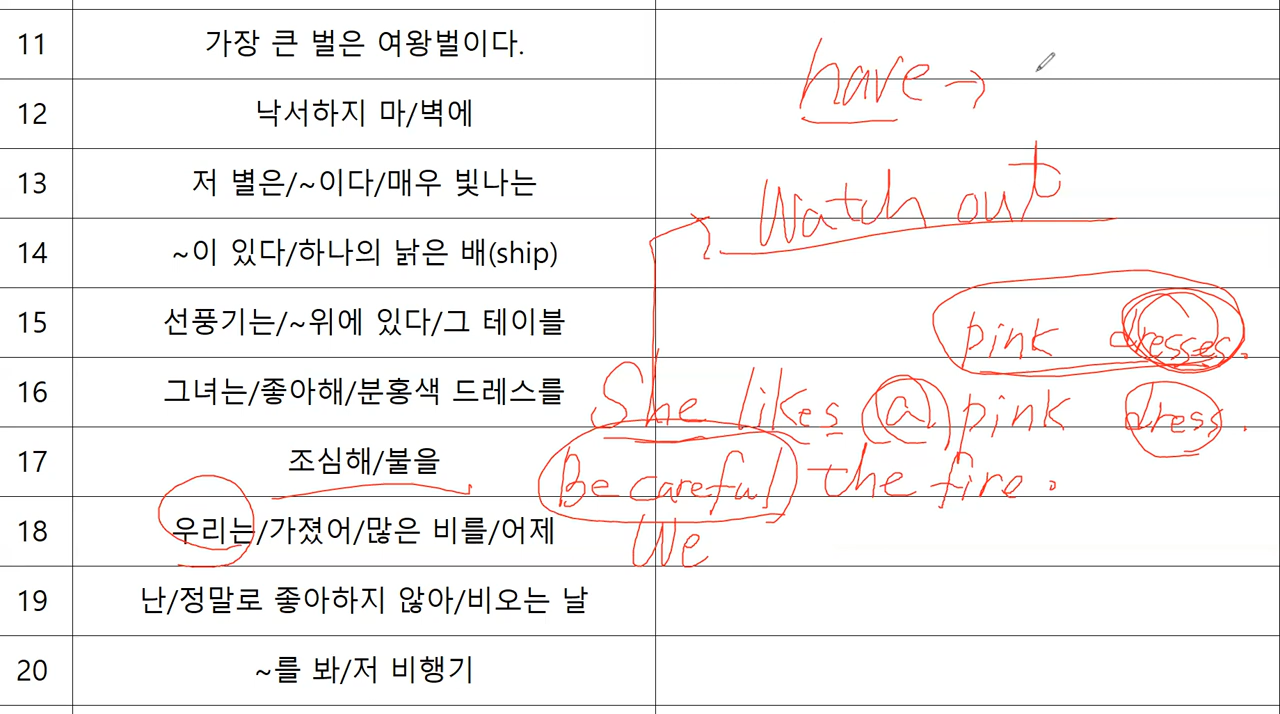 11 가장 큰 벌은 여왕벌이다.
have →
12 낙서하지 마/벽에
13 저 별은/~이다/매우 빛나는
Watch out
14 ~이 있다/하나의 낡은 배(ship)
15 선풍기는/~위에 있다/그 테이블
pink dresses.
16 그녀는/좋아해/분홍색 드레스를
She likes a pink dress.
17 조심해/불을
Be careful the fire.
18 우리는/가졌어/많은 비를/어제
We
19 난/정말로 좋아하지 않아/비오는 날
20 ~를 봐/저 비행기